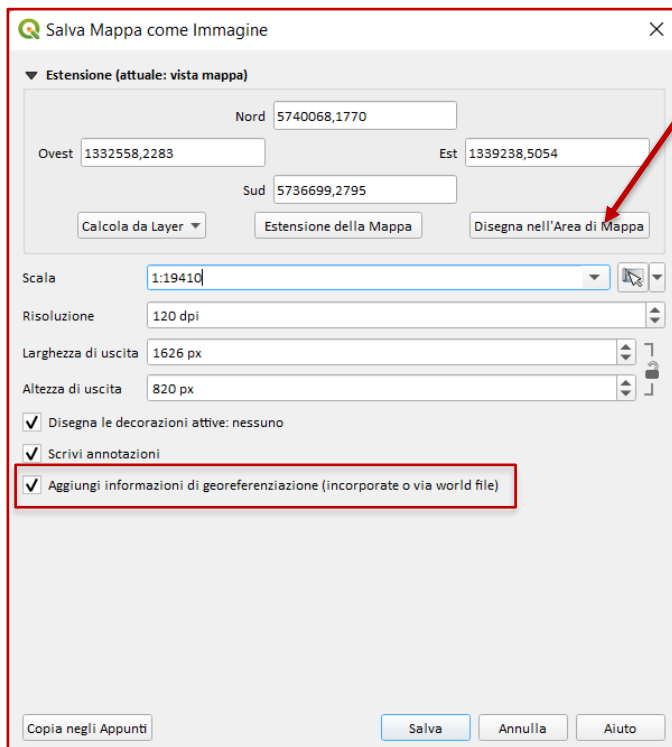 Salva Mappa come Immagine
Estensione (attuale: vista mappa)
Nord 5740068,1770
Ovest 1332558,2283 Est 1339238,5054
Sud 5736699,2795
Calcola da Layer Estensione della Mappa Disegna nell'Area di Mappa
Scala 1:19410
Risoluzione 120 dpi
Larghezza di uscita 1626 px
Altezza di uscita 820 px
Disegna le decorazioni attive: nessuno
Scrivi annotazioni
Aggiungi informazioni di georeferenziazione (incorporate o via world file)
Copia negli Appunti Salva Annulla Aiuto